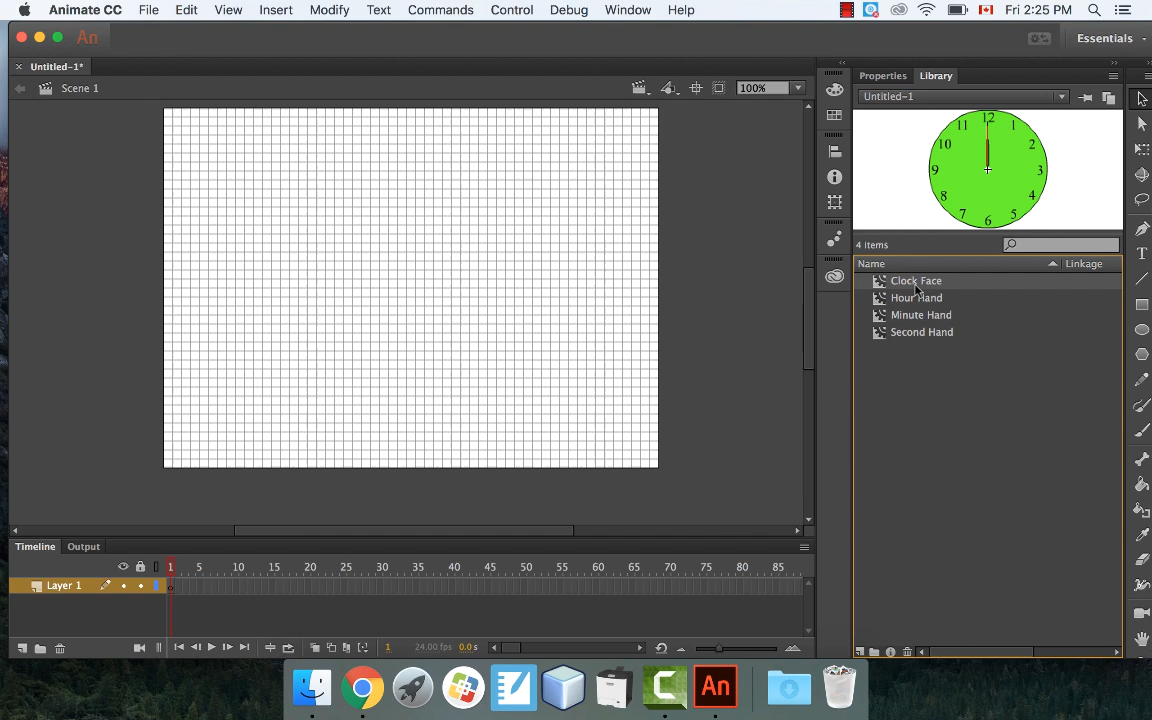 Animate CC File Edit View Insert Modify Text Commands Control Debug Window Help Fri 2:25 PM
An Essentials
Untitled-1*
Scene 1 100%
Properties Library
Untitled-1
12
11 1
10 2
9 3
8 4
7 5
6
4 items
Name Linkage
Clock Face
Hour Hand
Minute Hand
Second Hand
T
Timeline Output
1 5 10 15 20 25 30 35 40 45 50 55 60 65 70 75 80 85
Layer 1
1 24.00 fps 0.0 s
An